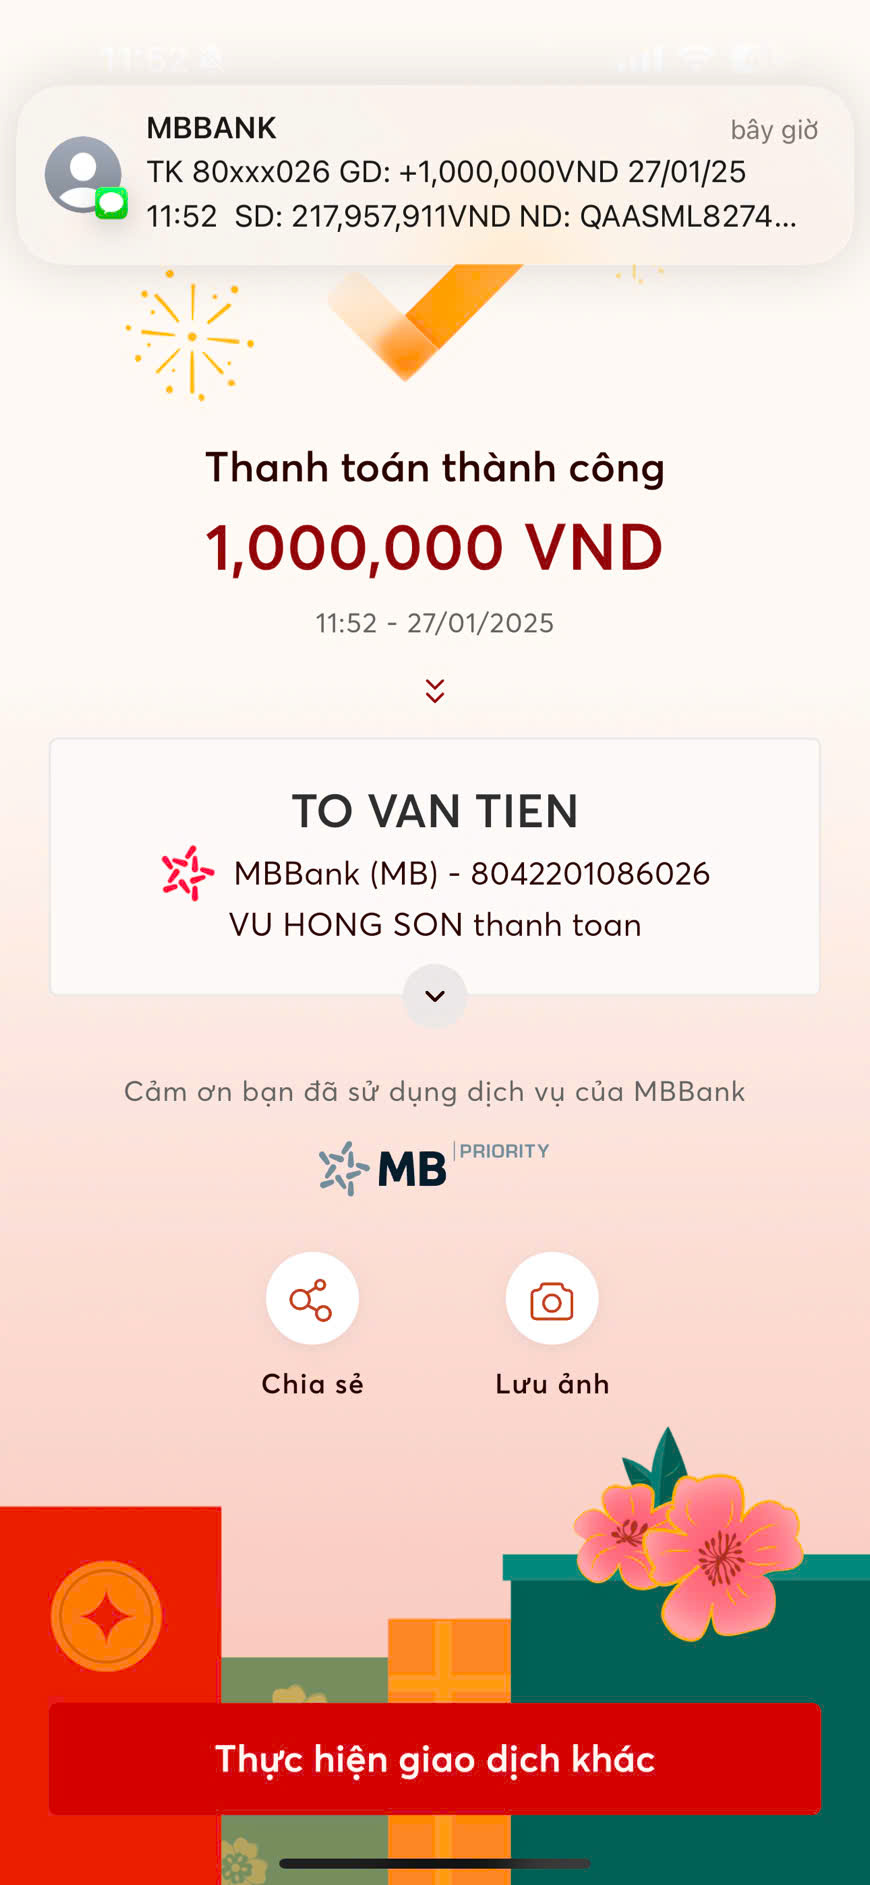 11:52
MBBANK
bây giờ
TK 80xxx026 GD: +1,000,000VND 27/01/25
11:52 SD: 217,957,911VND ND: QAASML8274...
Thanh toán thành công
1,000,000 VND
11:52 - 27/01/2025
TO VAN TIEN
MBBank (MB) - 8042201086026
VU HONG SON thanh toan
Cảm ơn bạn đã sử dụng dịch vụ của MBBank
MB PRIORITY
Chia sẻ
Lưu ảnh
Thực hiện giao dịch khác